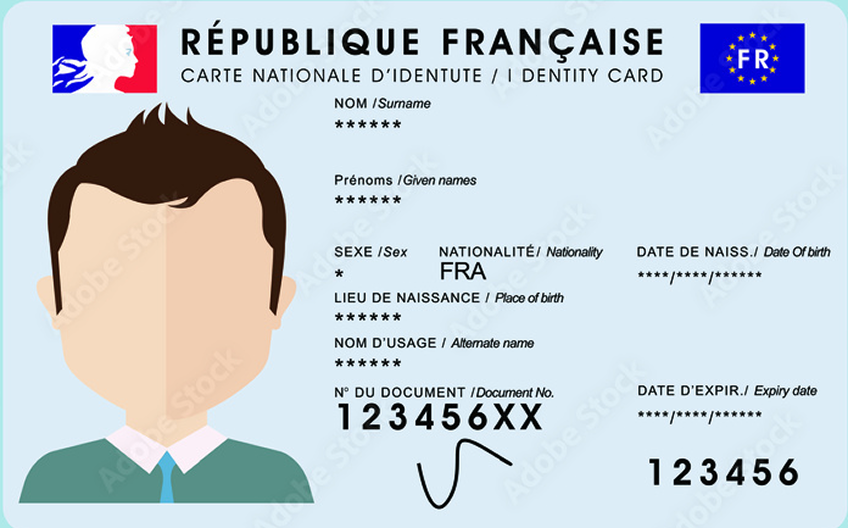 RÉPUBLIQUE FRANÇAISE
CARTE NATIONALE D'IDENTUTE / I DENTITY CARD
FR
NOM /Surname
******
Prénoms /Given names
******
SEXE /Sex NATIONALITÉ/ Nationality DATE DE NAISS./ Date Of birth
* FRA ****/****/******
LIEU DE NAISSANCE / Place of birth
******
NOM D'USAGE / Alternate name
******
N° DU DOCUMENT /Document No. DATE D'EXPIR./ Expiry date
123456XX ****/****/******
123456
Adobe Stock